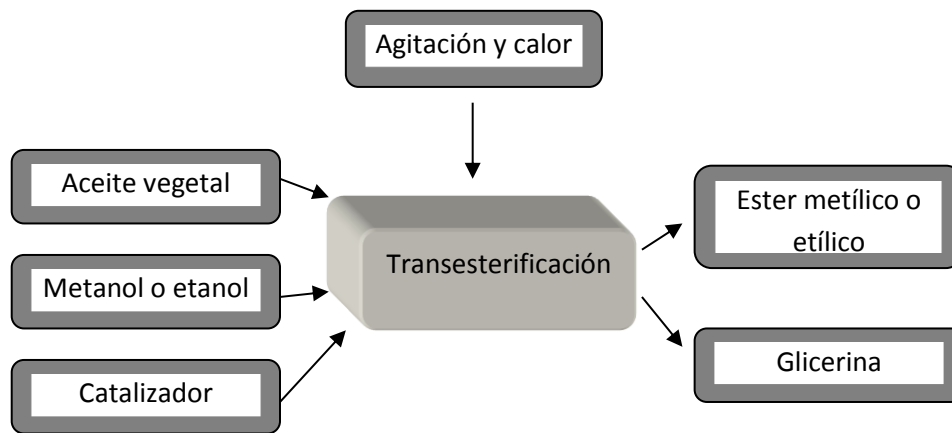 Agitación y calor
Aceite vegetal
Metanol o etanol
Catalizador
Transesterificación
Ester metílico o
etílico
Glicerina